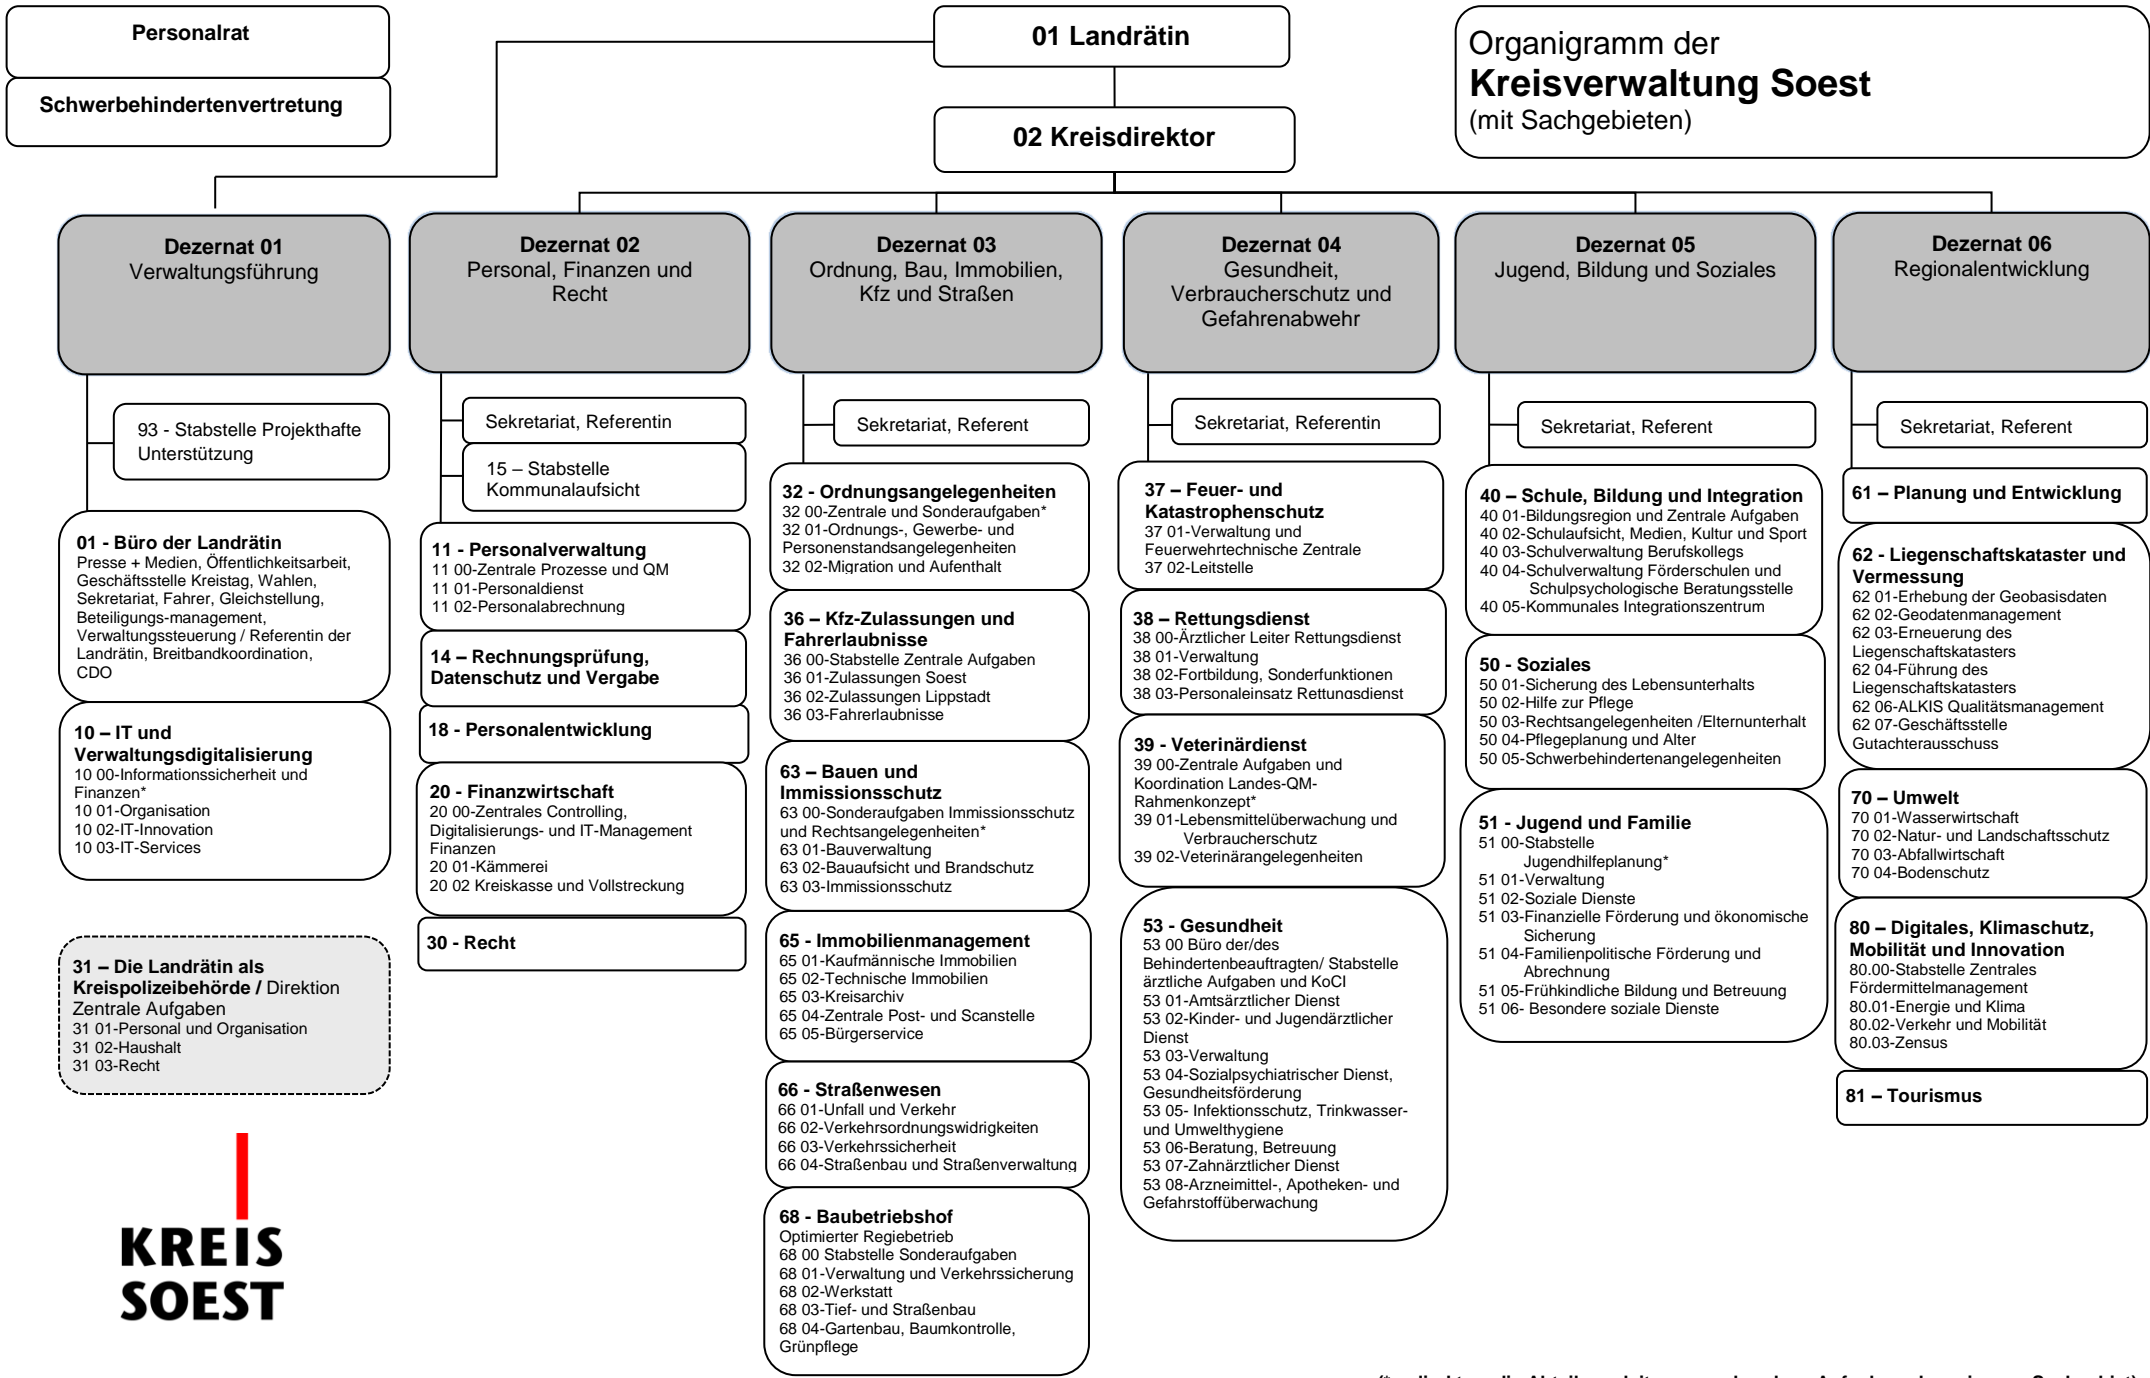 Personalrat
Schwerbehindertenvertretung
01 Landrätin
02 Kreisdirektor
Organigramm der
Kreisverwaltung Soest
(mit Sachgebieten)
Dezernat 01
Verwaltungsführung
93 - Stabstelle Projekthafte
Unterstützung
01 - Büro der Landrätin
Presse + Medien, Öffentlichkeitsarbeit,
Geschäftsstelle Kreistag, Wahlen,
Sekretariat, Fahrer, Gleichstellung,
Beteiligungs-management,
Verwaltungssteuerung / Referentin der
Landrätin, Breitbandkoordination,
CDO
10 – IT und
Verwaltungsdigitalisierung
10 00-Informationssicherheit und
Finanzen*
10 01-Organisation
10 02-IT-Innovation
10 03-IT-Services
31 – Die Landrätin als
Kreispolizeibehörde / Direktion
Zentrale Aufgaben
31 01-Personal und Organisation
31 02-Haushalt
31 03-Recht
KREIS
SOEST
Dezernat 02
Personal, Finanzen und
Recht
Sekretariat, Referentin
15 – Stabstelle
Kommunalaufsicht
11 - Personalverwaltung
11 00-Zentrale Prozesse und QM
11 01-Personaldienst
11 02-Personalabrechnung
14 – Rechnungsprüfung,
Datenschutz und Vergabe
18 - Personalentwicklung
20 - Finanzwirtschaft
20 00-Zentrales Controlling,
Digitalisierungs- und IT-Management
Finanzen
20 01-Kämmerei
20 02 Kreiskasse und Vollstreckung
30 - Recht
Dezernat 03
Ordnung, Bau, Immobilien,
Kfz und Straßen
Sekretariat, Referent
32 - Ordnungsangelegenheiten
32 00-Zentrale und Sonderaufgaben*
32 01-Ordnungs-, Gewerbe- und
Personenstandsangelegenheiten
32 02-Migration und Aufenthalt
36 – Kfz-Zulassungen und
Fahrerlaubnisse
36 00-Stabstelle Zentrale Aufgaben
36 01-Zulassungen Soest
36 02-Zulassungen Lippstadt
36 03-Fahrerlaubnisse
63 – Bauen und
Immissionsschutz
63 00-Sonderaufgaben Immissionsschutz
und Rechtsangelegenheiten*
63 01-Bauverwaltung
63 02-Bauaufsicht und Brandschutz
63 03-Immissionsschutz
65 - Immobilienmanagement
65 01-Kaufmännische Immobilien
65 02-Technische Immobilien
65 03-Kreisarchiv
65 04-Zentrale Post- und Scanstelle
65 05-Bürgerservice
66 - Straßenwesen
66 01-Unfall und Verkehr
66 02-Verkehrsordnungswidrigkeiten
66 03-Verkehrssicherheit
66 04-Straßenbau und Straßenverwaltung
68 - Baubetriebshof
Optimierter Regiebetrieb
68 00 Stabstelle Sonderaufgaben
68 01-Verwaltung und Verkehrssicherung
68 02-Werkstatt
68 03-Tief- und Straßenbau
68 04-Gartenbau, Baumkontrolle,
Grünpflege
Dezernat 04
Gesundheit,
Verbraucherschutz und
Gefahrenabwehr
Sekretariat, Referentin
37 – Feuer- und
Katastrophenschutz
37 01-Verwaltung und
Feuerwehrtechnische Zentrale
37 02-Leitstelle
38 – Rettungsdienst
38 00-Ärztlicher Leiter Rettungsdienst
38 01-Verwaltung
38 02-Fortbildung, Sonderfunktionen
38 03-Personaleinsatz Rettungsdienst
39 - Veterinärdienst
39 00-Zentrale Aufgaben und
Koordination Landes-QM-
Rahmenkonzept*
39 01-Lebensmittelüberwachung und
Verbraucherschutz
39 02-Veterinärangelegenheiten
53 - Gesundheit
53 00 Büro der/des
Behindertenbeauftragten/ Stabstelle
ärztliche Aufgaben und KoCI
53 01-Amtsärztlicher Dienst
53 02-Kinder- und Jugendärztlicher
Dienst
53 03-Verwaltung
53 04-Sozialpsychiatrischer Dienst,
Gesundheitsförderung
53 05- Infektionsschutz, Trinkwasser-
und Umwelthygiene
53 06-Beratung, Betreuung
53 07-Zahnärztlicher Dienst
53 08-Arzneimittel-, Apotheken- und
Gefahrstoffüberwachung
Dezernat 05
Jugend, Bildung und Soziales
Sekretariat, Referent
40 – Schule, Bildung und Integration
40 01-Bildungsregion und Zentrale Aufgaben
40 02-Schulaufsicht, Medien, Kultur und Sport
40 03-Schulverwaltung Berufskollegs
40 04-Schulverwaltung Förderschulen und
Schulpsychologische Beratungsstelle
40 05-Kommunales Integrationszentrum
50 - Soziales
50 01-Sicherung des Lebensunterhalts
50 02-Hilfe zur Pflege
50 03-Rechtsangelegenheiten /Elternunterhalt
50 04-Pflegeplanung und Alter
50 05-Schwerbehindertenangelegenheiten
51 - Jugend und Familie
51 00-Stabstelle
Jugendhilfeplanung*
51 01-Verwaltung
51 02-Soziale Dienste
51 03-Finanzielle Förderung und ökonomische
Sicherung
51 04-Familienpolitische Förderung und
Abrechnung
51 05-Frühkindliche Bildung und Betreuung
51 06- Besondere soziale Dienste
Dezernat 06
Regionalentwicklung
Sekretariat, Referent
61 – Planung und Entwicklung
62 - Liegenschaftskataster und
Vermessung
62 01-Erhebung der Geobasisdaten
62 02-Geodatenmanagement
62 03-Erneuerung des
Liegenschaftskatasters
62 04-Führung des
Liegenschaftskatasters
62 06-ALKIS Qualitätsmanagement
62 07-Geschäftsstelle
Gutachterausschuss
70 – Umwelt
70 01-Wasserwirtschaft
70 02-Natur- und Landschaftsschutz
70 03-Abfallwirtschaft
70 04-Bodenschutz
80 – Digitales, Klimaschutz,
Mobilität und Innovation
80.00-Stabstelle Zentrales
Fördermittelmanagement
80.01-Energie und Klima
80.02-Verkehr und Mobilität
80.03-Zensus
81 – Tourismus